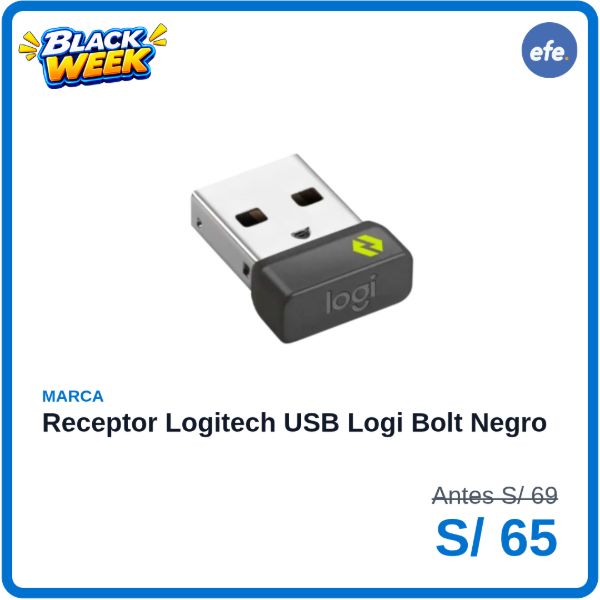 BLACK
WEEK
efe.
logi
MARCA
Receptor Logitech USB Logi Bolt Negro
Antes S/ 69
S/ 65